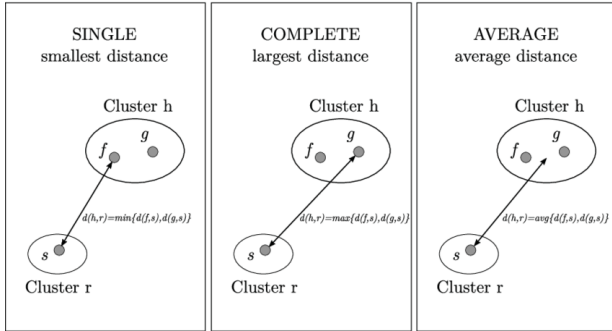 SINGLE
smallest distance
Cluster h
g
f
d(h,r)=min{d(f,s),d(g,s)}
s
Cluster r
COMPLETE
largest distance
Cluster h
g
f
d(h,r)=max{d(f,s),d(g,s)}
s
Cluster r
AVERAGE
average distance
Cluster h
g
f
d(h,r)=avg{d(f,s),d(g,s)}
s
Cluster r